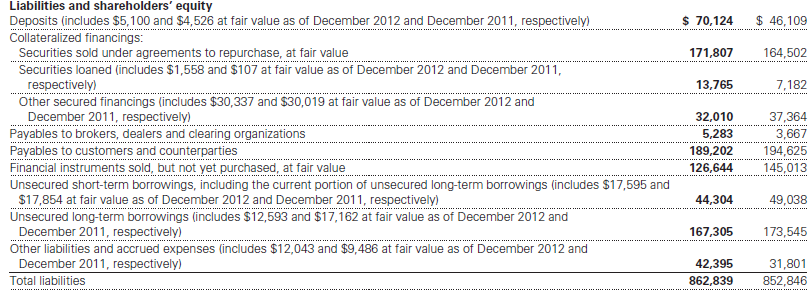 Liabilities and shareholders' equity
Deposits (includes $5,100 and $4,526 at fair value as of December 2012 and December 2011, respectively) $ 70,124 $ 46,109
Collateralized financings:
Securities sold under agreements to repurchase, at fair value 171,807 164,502
Securities loaned (includes $1,558 and $107 at fair value as of December 2012 and December 2011,
respectively) 13,765 7,182
Other secured financings (includes $30,337 and $30,019 at fair value as of December 2012 and
December 2011, respectively) 32,010 37,364
Payables to brokers, dealers and clearing organizations 5,283 3,667
Payables to customers and counterparties 189,202 194,625
Financial instruments sold, but not yet purchased, at fair value 126,644 145,013
Unsecured short-term borrowings, including the current portion of unsecured long-term borrowings (includes $17,595 and
$17,854 at fair value as of December 2012 and December 2011, respectively) 44,304 49,038
Unsecured long-term borrowings (includes $12,593 and $17,162 at fair value as of December 2012 and
December 2011, respectively) 167,305 173,545
Other liabilities and accrued expenses (includes $12,043 and $9,486 at fair value as of December 2012 and
December 2011, respectively) 42,395 31,801
Total liabilities 862,839 852,846